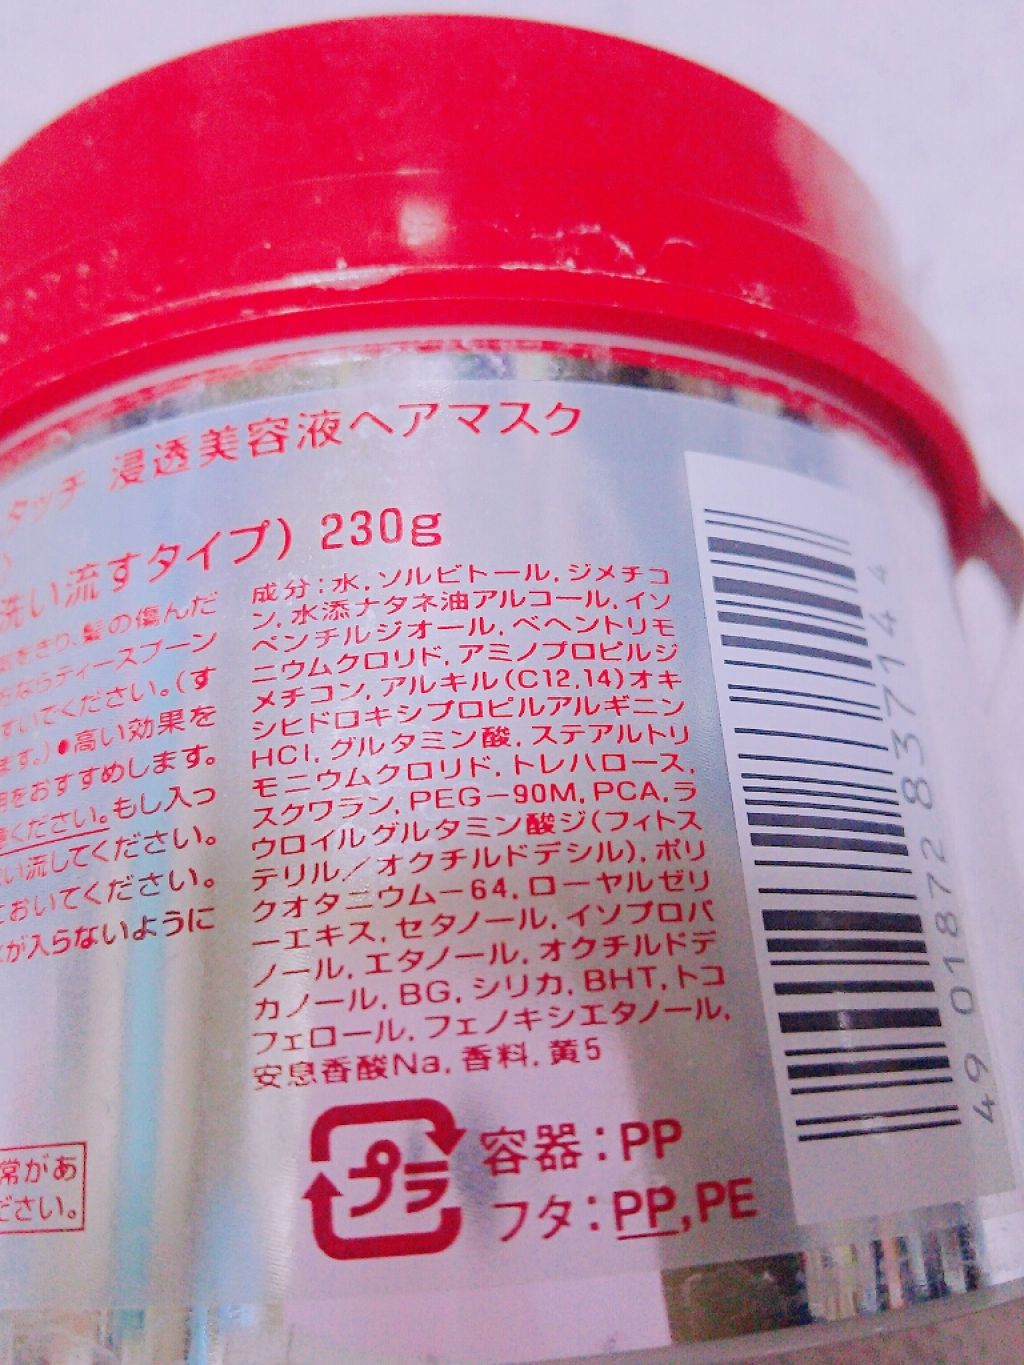 タッチ 浸透美容液ヘアマスク
洗い流すタイプ) 230g
髪の傷んだ
ならティースプーン
すいてください。(す
ます。)●高い効果を
用をおすすめします。
ください。もし入っ
い流してください。
においてください。
が入らないように
成分:水,ソルビトール,ジメチコ
ン,水添ナタネ油アルコール,イソ
ペンチルジオール,ベヘントリモ
ニウムクロリド,アミノプロピルジ
メチコン,アルキル(C12,14)オキ
シヒドロキシプロピルアルギニン
HCl,グルタミン酸,ステアルトリ
モニウムクロリド,トレハロース,
スクワラン,PEG-90M,PCA,ラ
ウロイルグルタミン酸ジ(フィトス
テリル/オクチルドデシル),ポリ
クオタニウム-64,ローヤルゼリ
ーエキス,セタノール,イソプロパ
ノール,エタノール,オクチルドデ
カノール,BG,シリカ,BHT,トコ
フェロール,フェノキシエタノール,
安息香酸Na,香料,黄5
常があ
ださい。
プラ
容器:PP
フタ:PP,PE
4901872837144